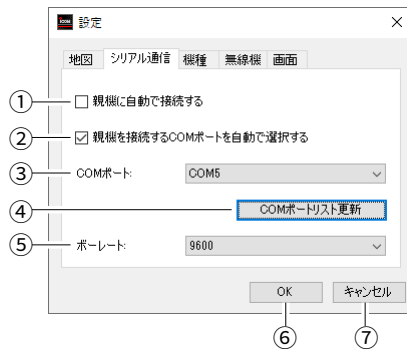 ICOM 設定
地図 シリアル通信 機種 無線機 画面
① 親機に自動で接続する
② 親機を接続するCOMポートを自動で選択する
③ COMポート: COM5
④ COMポートリスト更新
⑤ ボーレート: 9600
OK キャンセル
⑥ ⑦